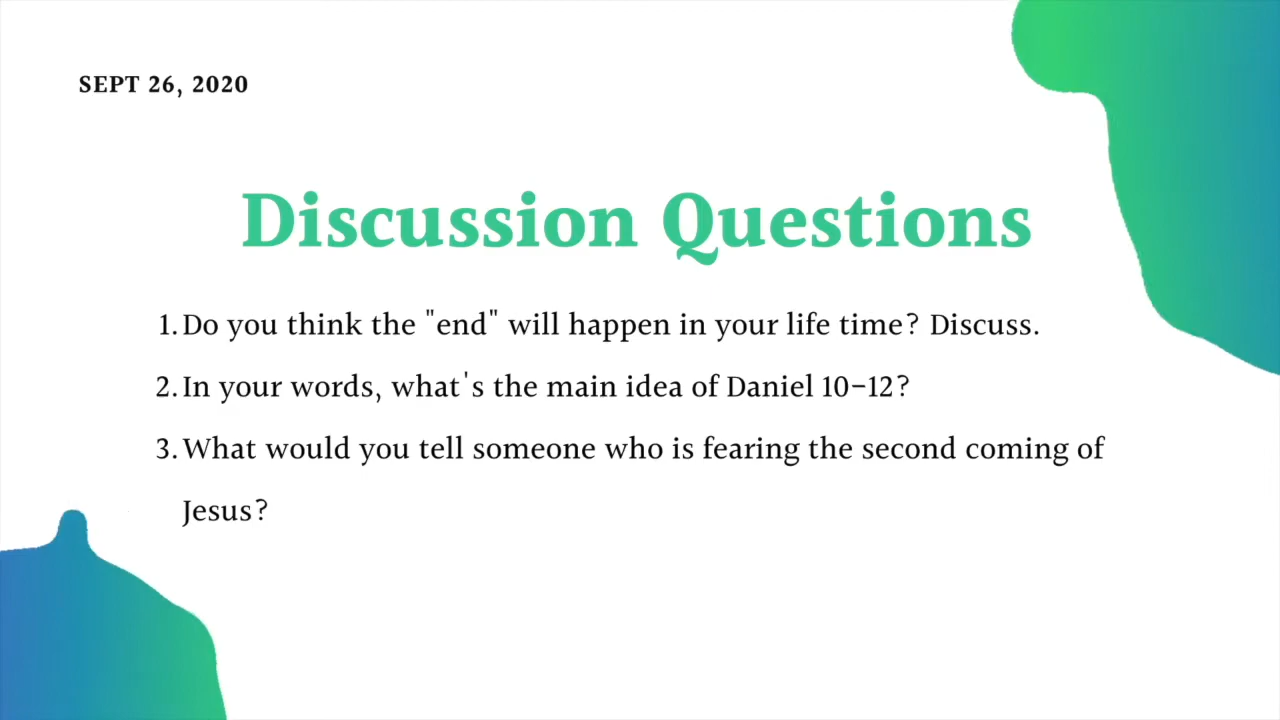 SEPT 26, 2020
Discussion Questions
1. Do you think the "end" will happen in your life time? Discuss.
2. In your words, what's the main idea of Daniel 10-12?
3. What would you tell someone who is fearing the second coming of
Jesus?